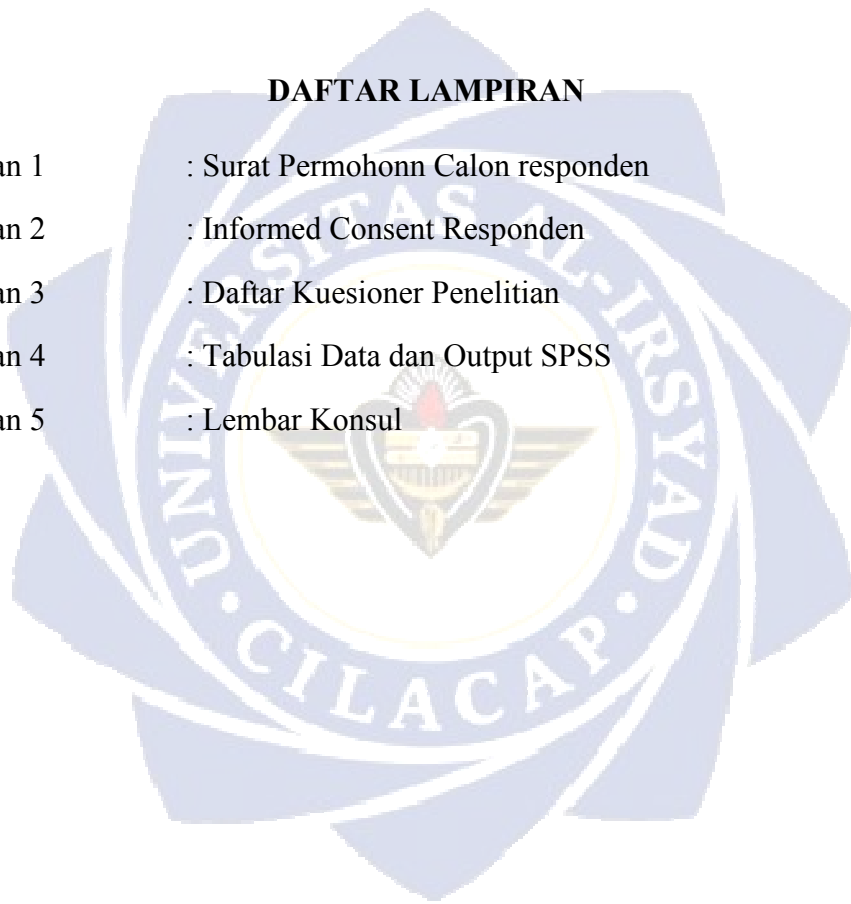 DAFTAR LAMPIRAN
an 1 : Surat Permohonn Calon responden
an 2 : Informed Consent Responden
an 3 : Daftar Kuesioner Penelitian
an 4 : Tabulasi Data dan Output SPSS
an 5 : Lembar Konsul
UNIVERSITAS AL-IRSYAD
CILACAP